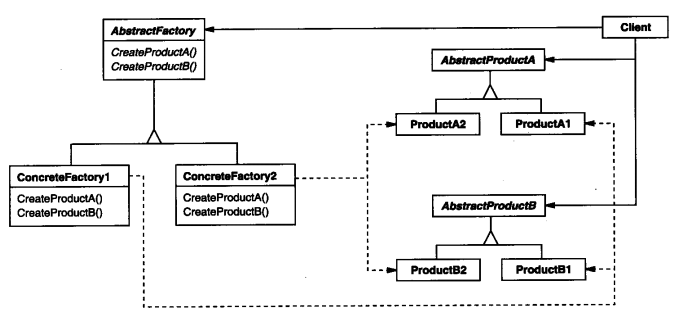 AbstractFactory
CreateProductA()
CreateProductB()
Client
AbstractProductA
ProductA2
ProductA1
ConcreteFactory1
CreateProductA()
CreateProductB()
ConcreteFactory2
CreateProductA()
CreateProductB()
AbstractProductB
ProductB2
ProductB1